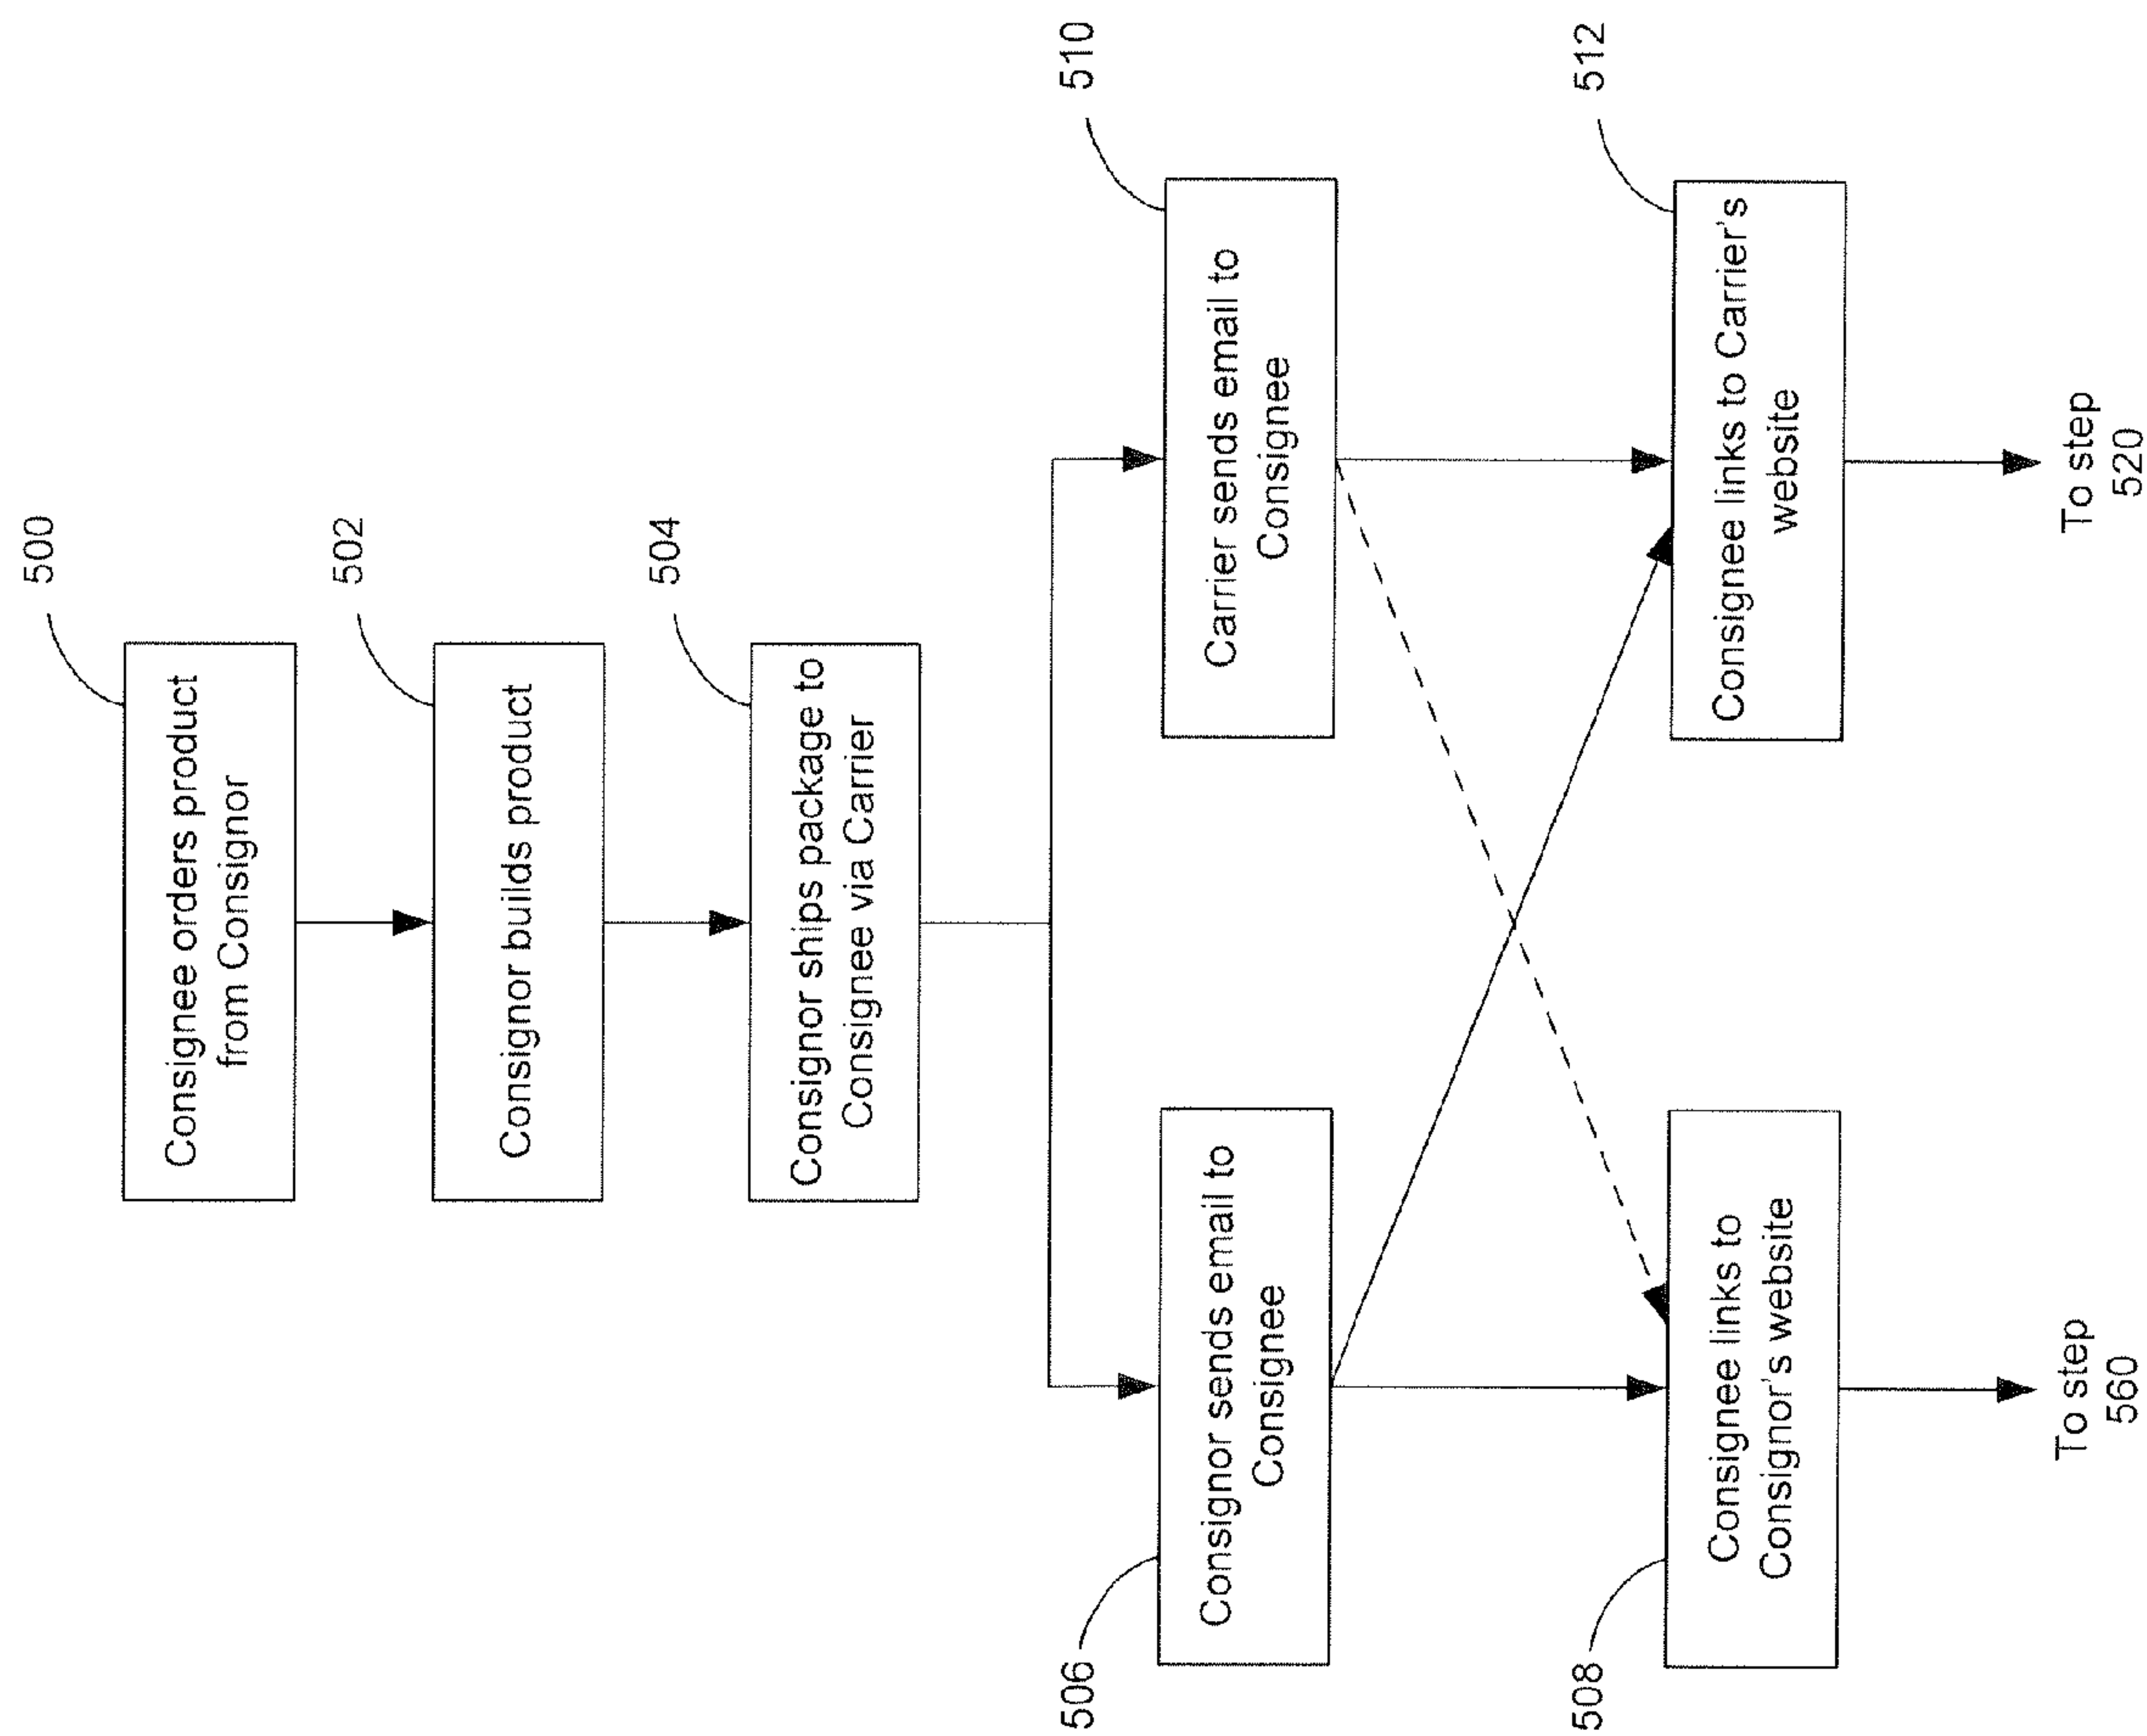 500
Consignee orders product
from Consignor
502
Consignor builds product
504
Consignor ships package to
Consignee via Carrier
506
Consignor sends email to
Consignee
510
Carrier sends email to
Consignee
508
Consignee links to
Consignor's website
512
Consignee links to Carrier's
website
To step
560
To step
520